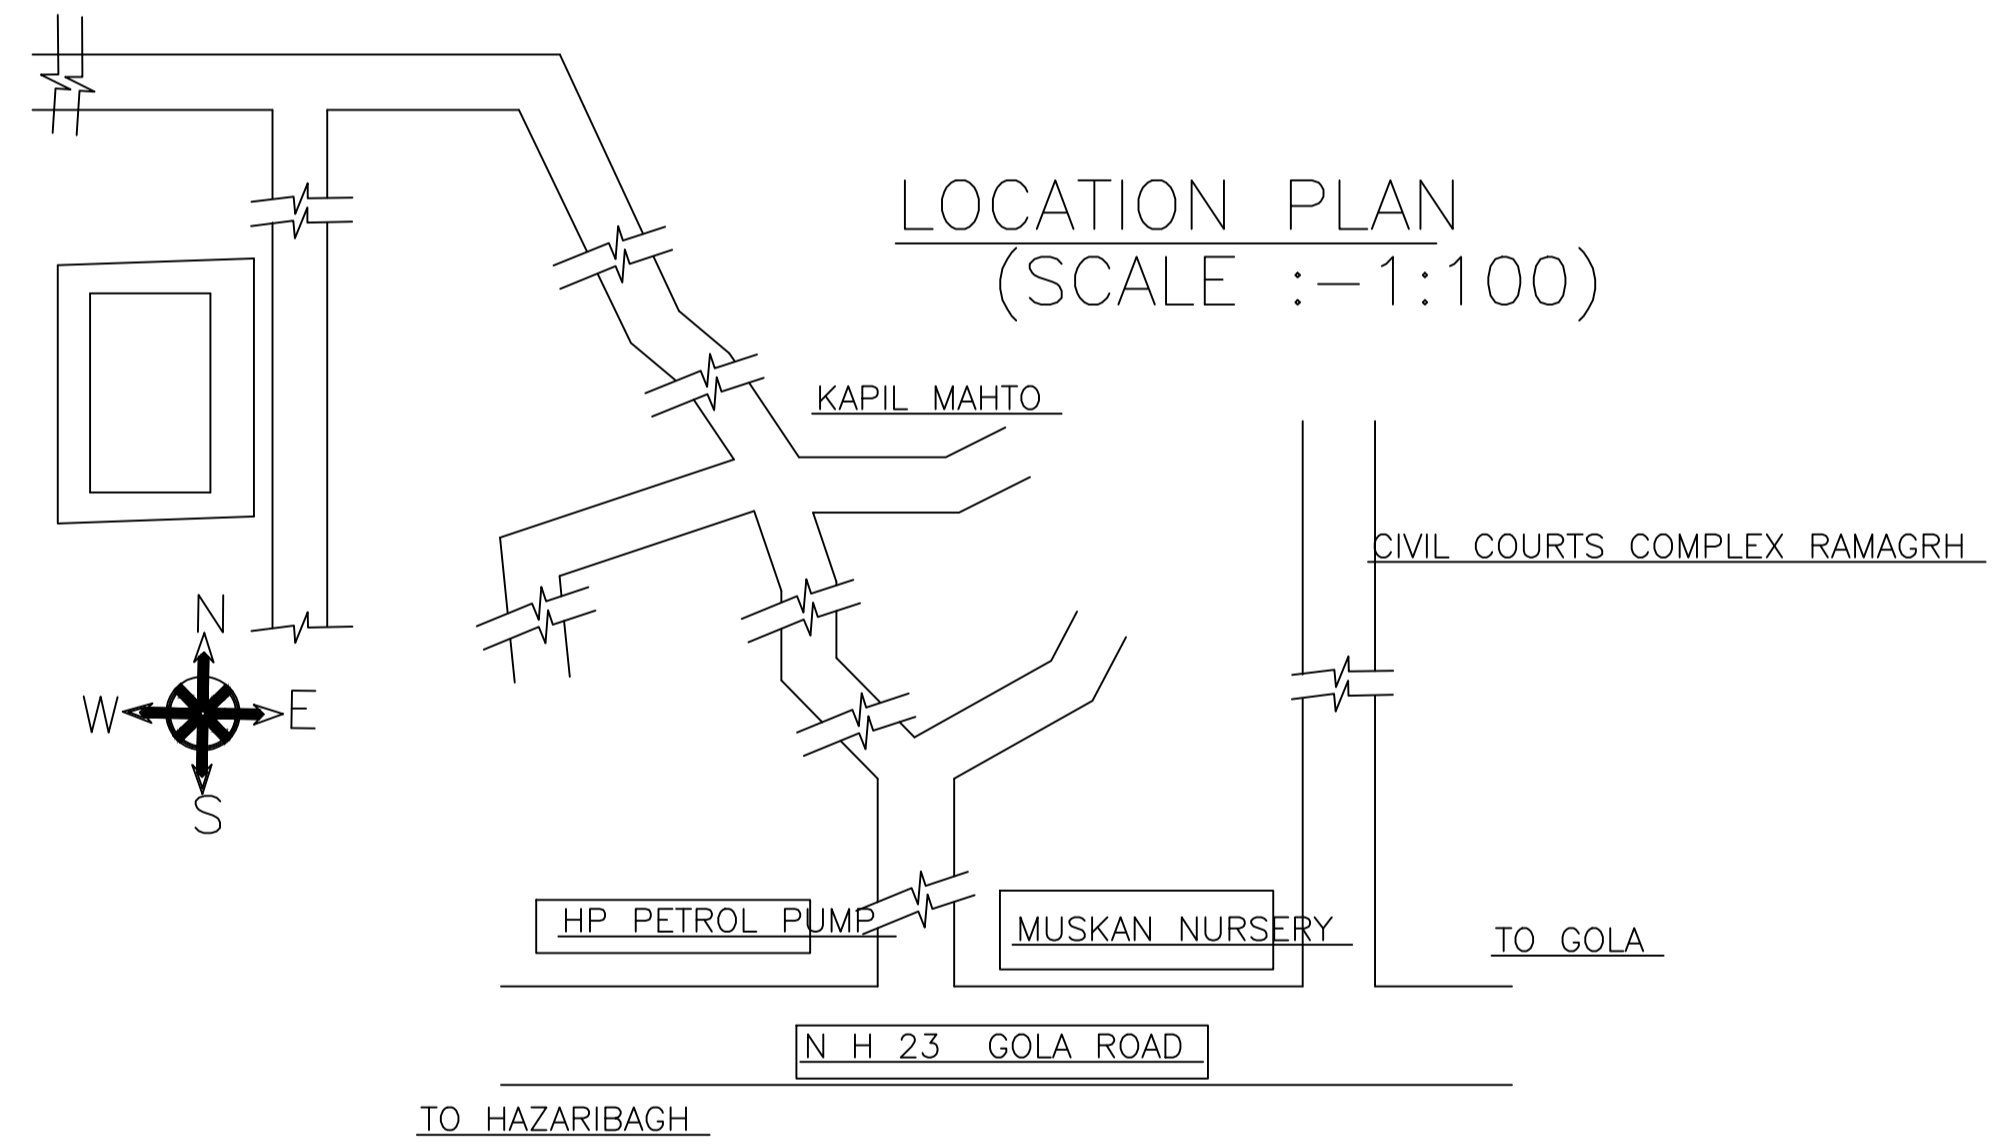 LOCATION PLAN
(SCALE :-1:100)
KAPIL MAHTO
CIVIL COURTS COMPLEX RAMAGRH
N
W E
S
HP PETROL PUMP
MUSKAN NURSERY
TO GOLA
N H 23 GOLA ROAD
TO HAZARIBAGH